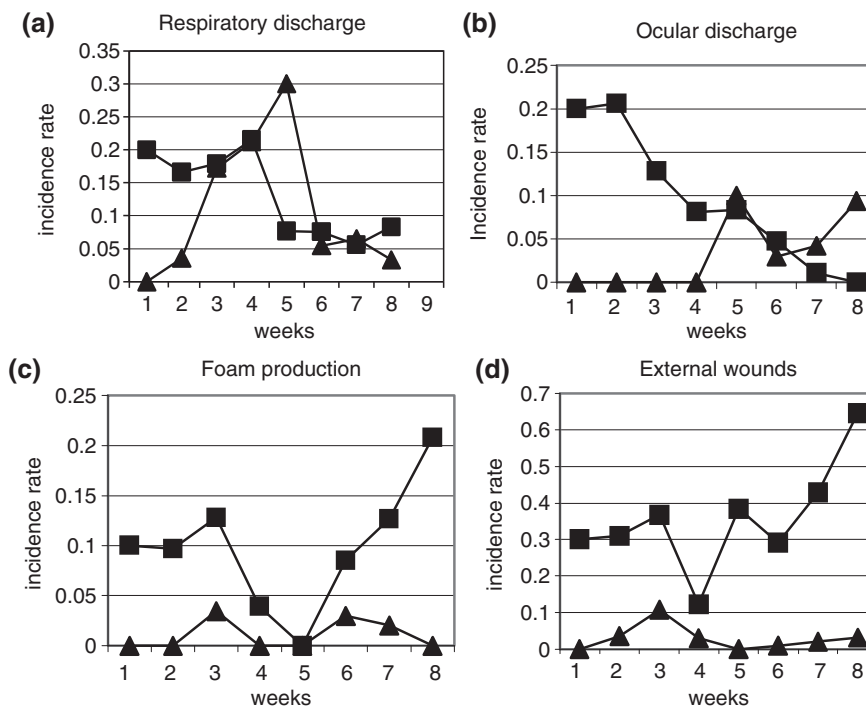 (a) Respiratory discharge
0.35
0.3
0.25
0.2
0.15
0.1
0.05
0
incidence rate
1 2 3 4 5 6 7 8 9
weeks
(b) Ocular discharge
0.25
0.2
0.15
0.1
0.05
0
Incidence rate
1 2 3 4 5 6 7 8
weeks
(c) Foam production
0.25
0.2
0.15
0.1
0.05
0
incidence rate
1 2 3 4 5 6 7 8
weeks
(d) External wounds
0.7
0.6
0.5
0.4
0.3
0.2
0.1
0
incidence rate
1 2 3 4 5 6 7 8
weeks